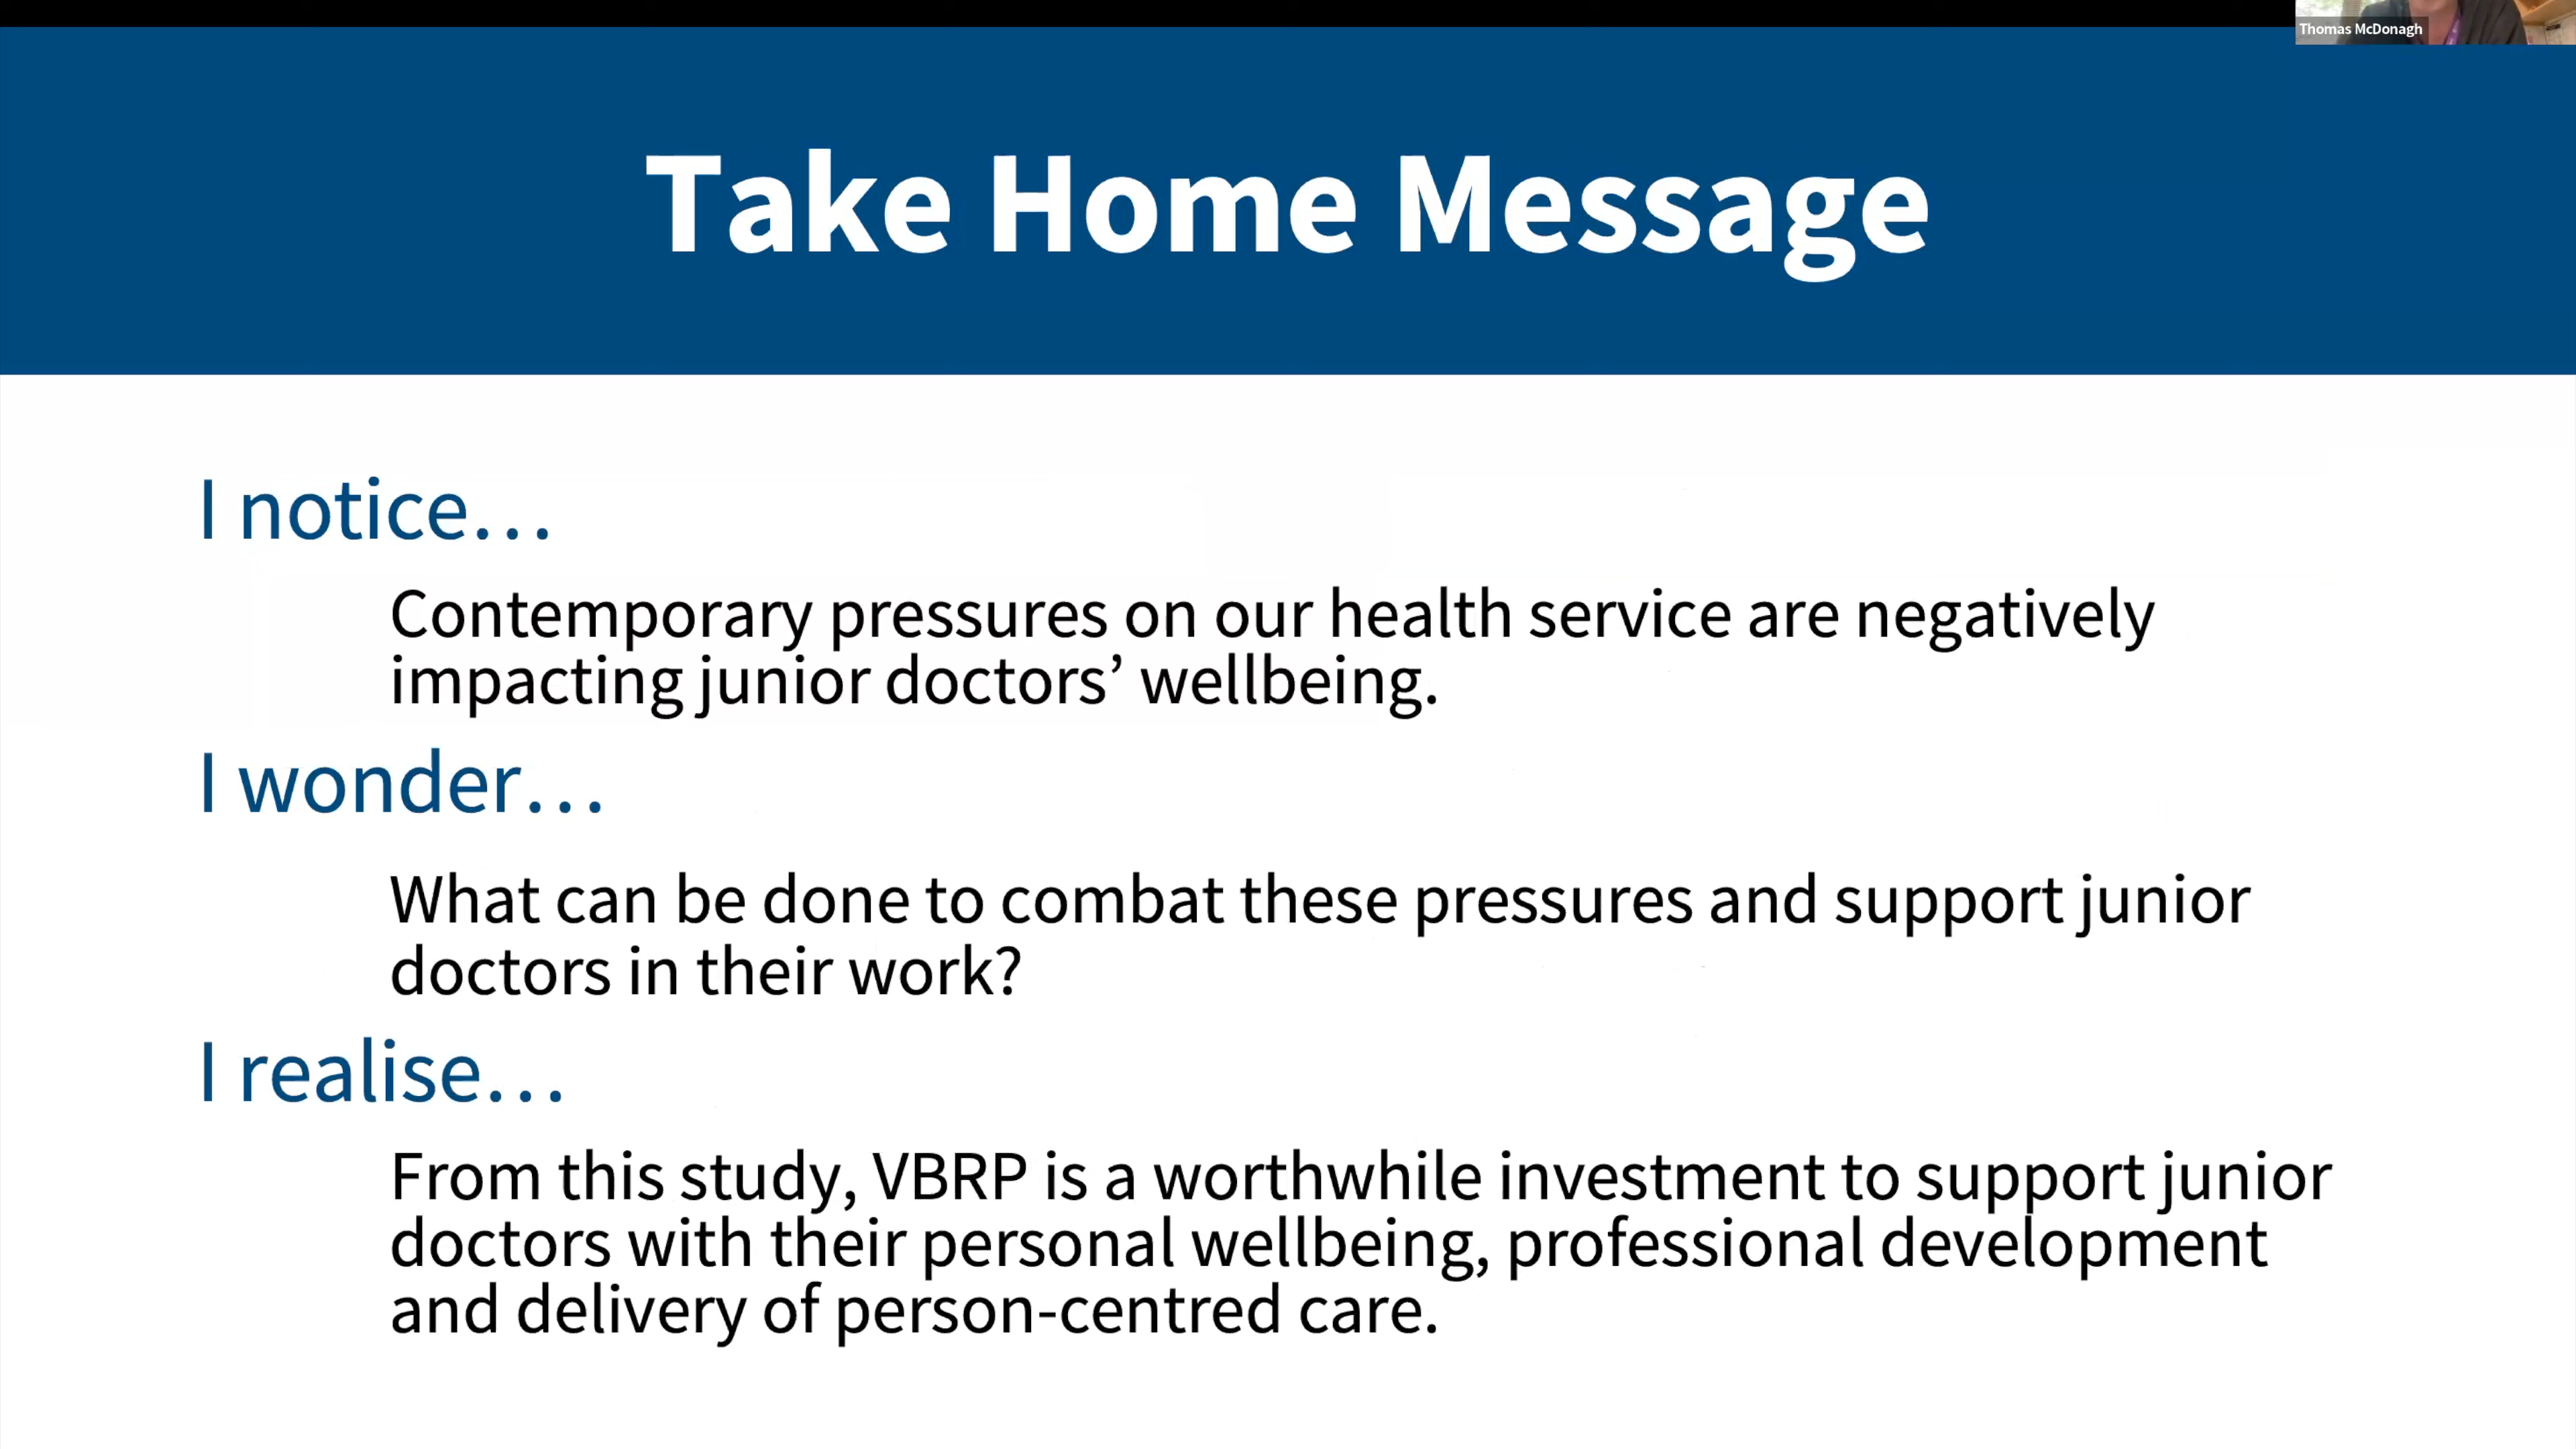 Thomas McDonagh
Take Home Message
I notice…
Contemporary pressures on our health service are negatively
impacting junior doctors’ wellbeing.
I wonder…
What can be done to combat these pressures and support junior
doctors in their work?
I realise…
From this study, VBRP is a worthwhile investment to support junior
doctors with their personal wellbeing, professional development
and delivery of person-centred care.